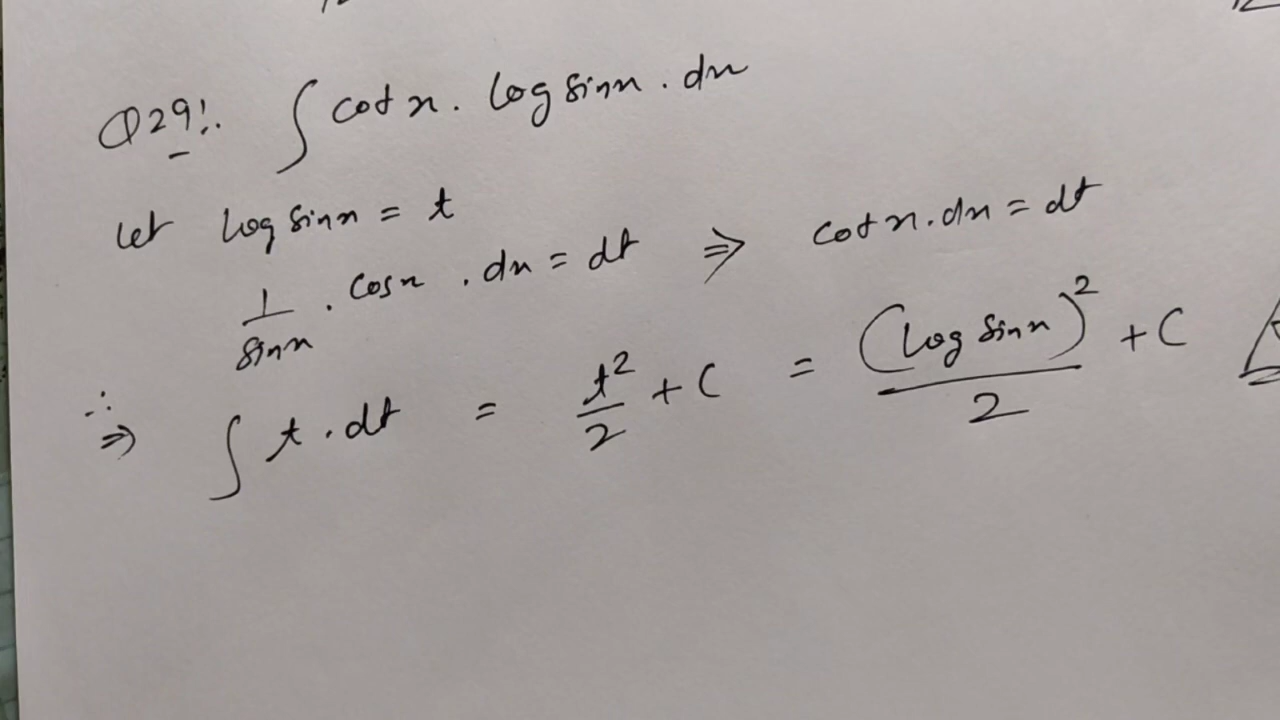 Q29!. ∫ cot x . log sin x . dx
Let log sin x = t
1/sin x . cos x . dx = dt ⇒ cot x . dx = dt
∴ ⇒ ∫ t . dt = t²/2 + C = (log sin x)²/2 + C